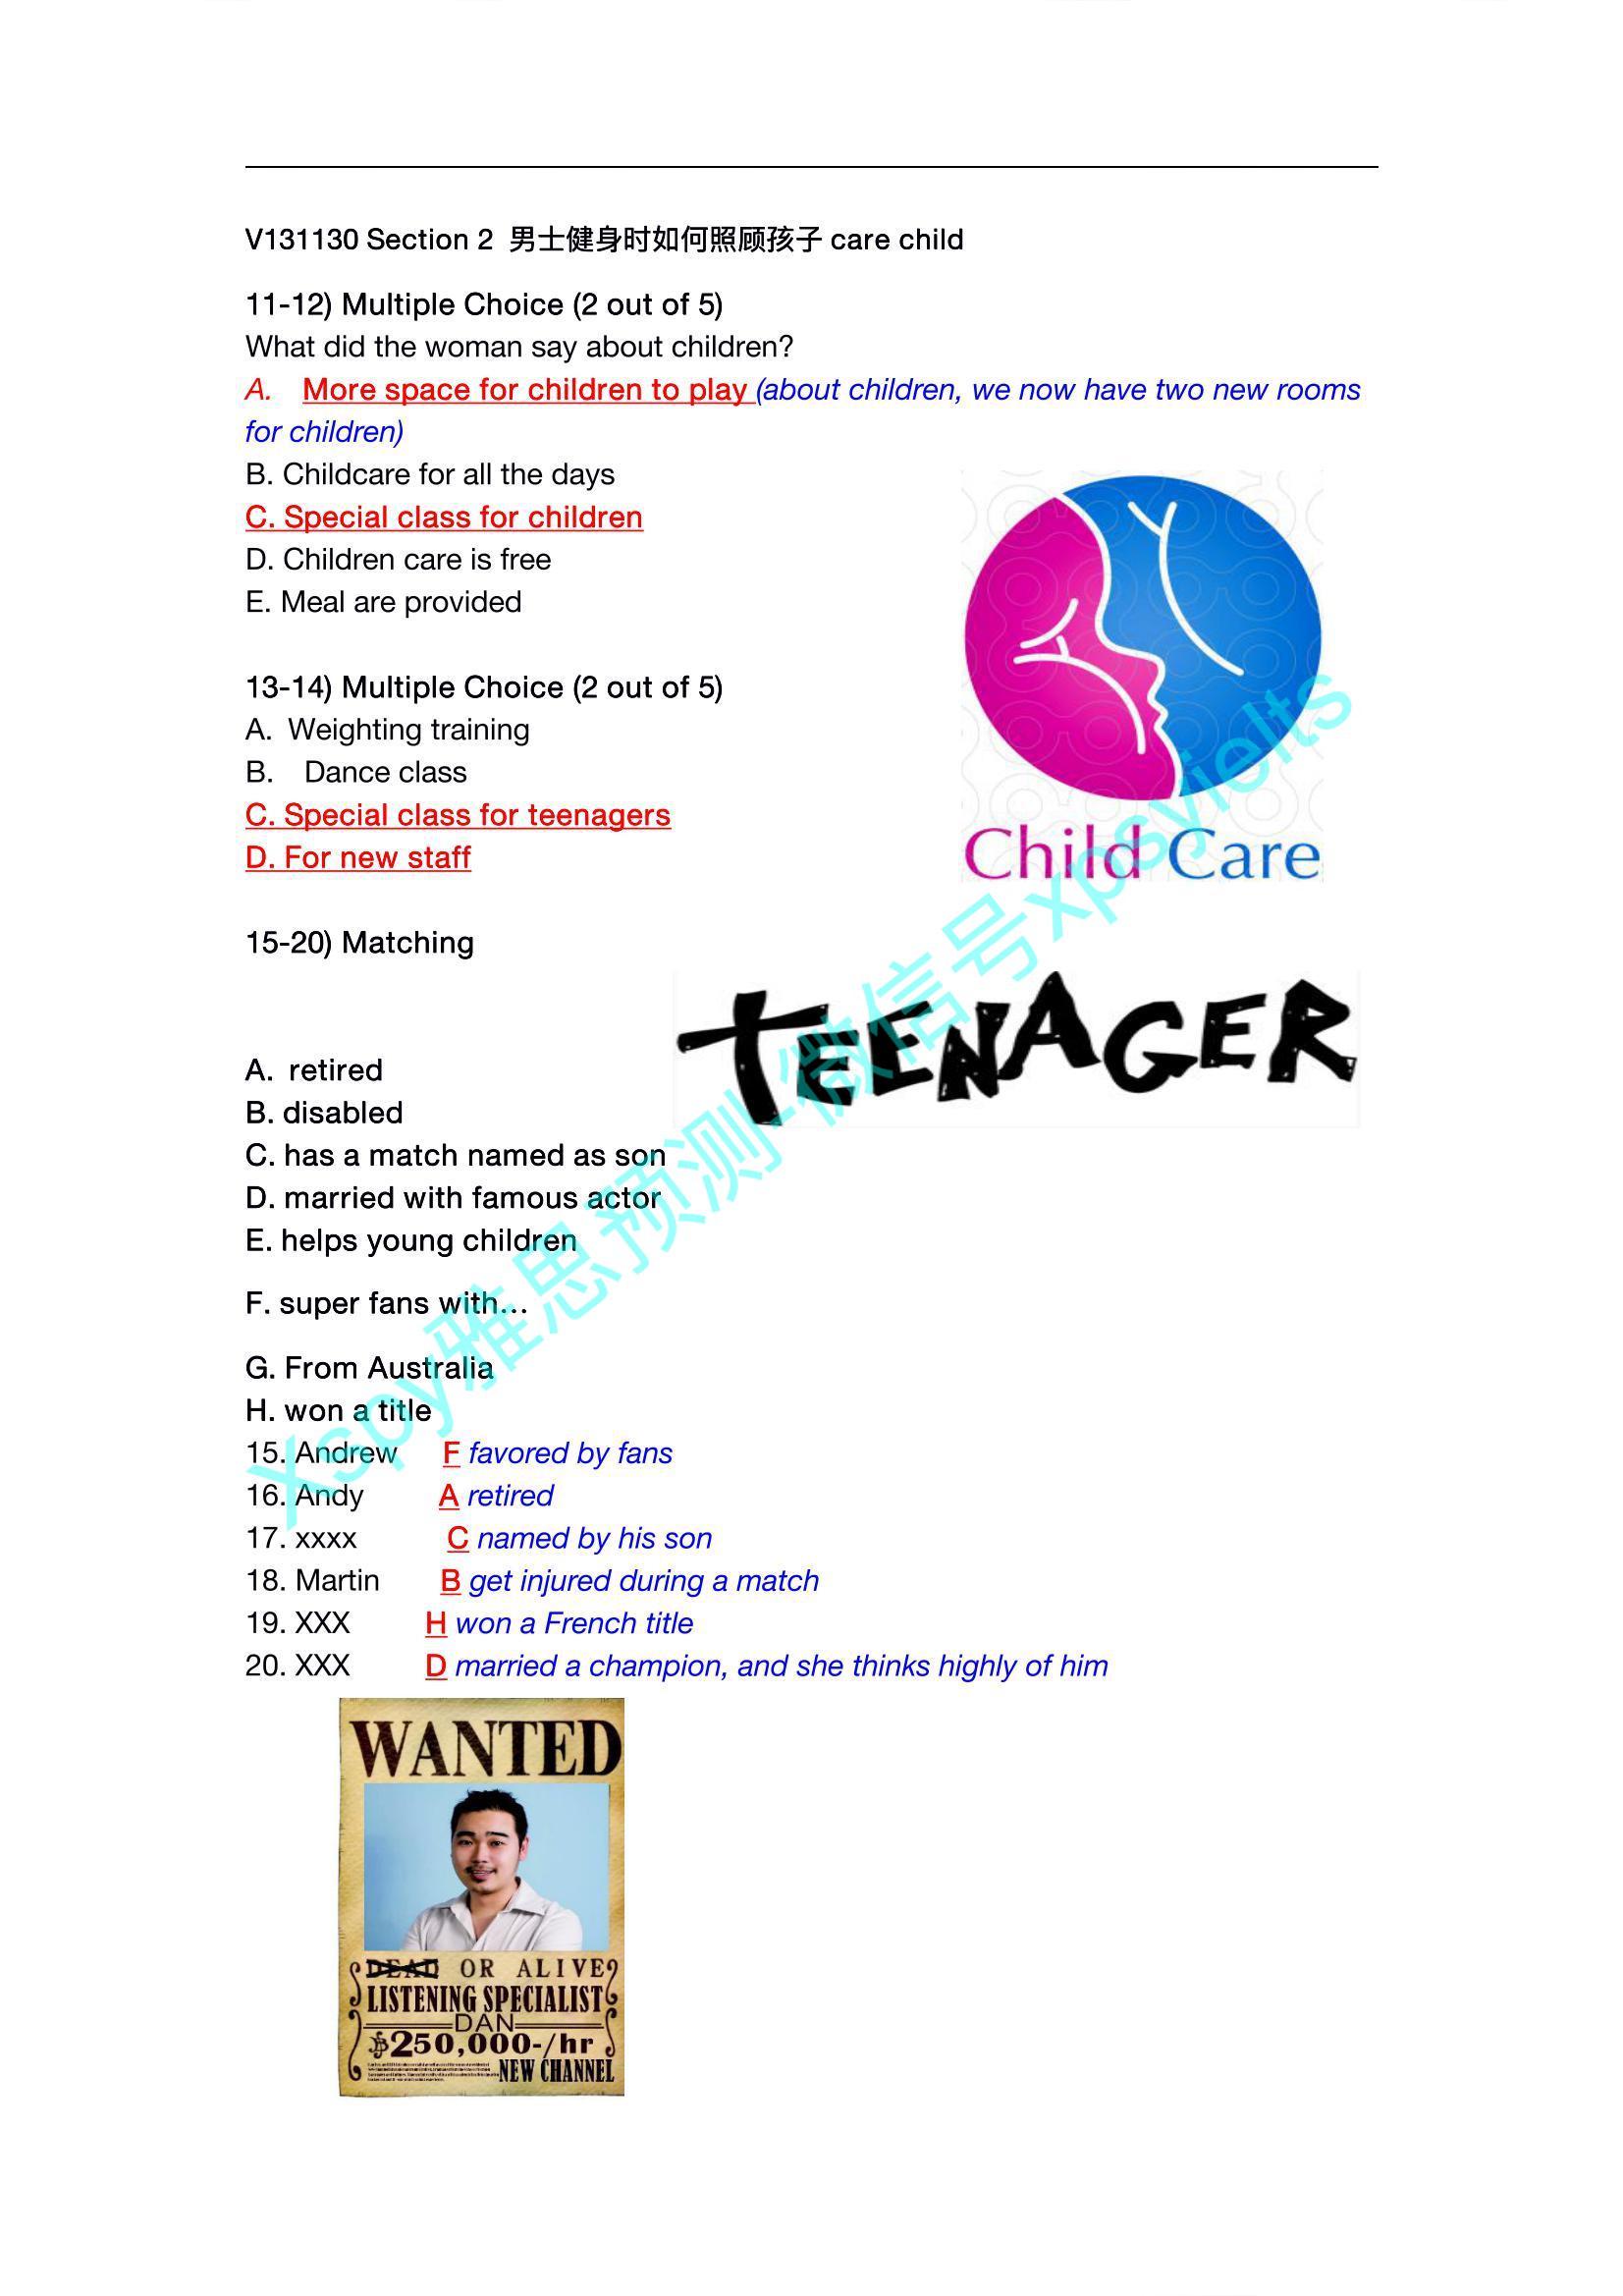 V131130 Section 2 男士健身时如何照顾孩子 care child
11-12) Multiple Choice (2 out of 5)
What did the woman say about children?
A. More space for children to play (about children, we now have two new rooms
for children)
B. Childcare for all the days
C. Special class for children
D. Children care is free
E. Meal are provided
13-14) Multiple Choice (2 out of 5)
A. Weighting training
B. Dance class
C. Special class for teenagers
D. For new staff
Child Care
15-20) Matching
TEENAGER
A. retired
B. disabled
C. has a match named as son
D. married with famous actor
E. helps young children
F. super fans with…
G. From Australia
H. won a title
15. Andrew F favored by fans
16. Andy A retired
17. xxxx C named by his son
18. Martin B get injured during a match
19. XXX H won a French title
20. XXX D married a champion, and she thinks highly of him
Xspy雅思预测-微信号xpsyielts
WANTED
DEAD OR ALIVE
LISTENING SPECIALIST
DAN
$250,000-/hr
NEW CHANNEL